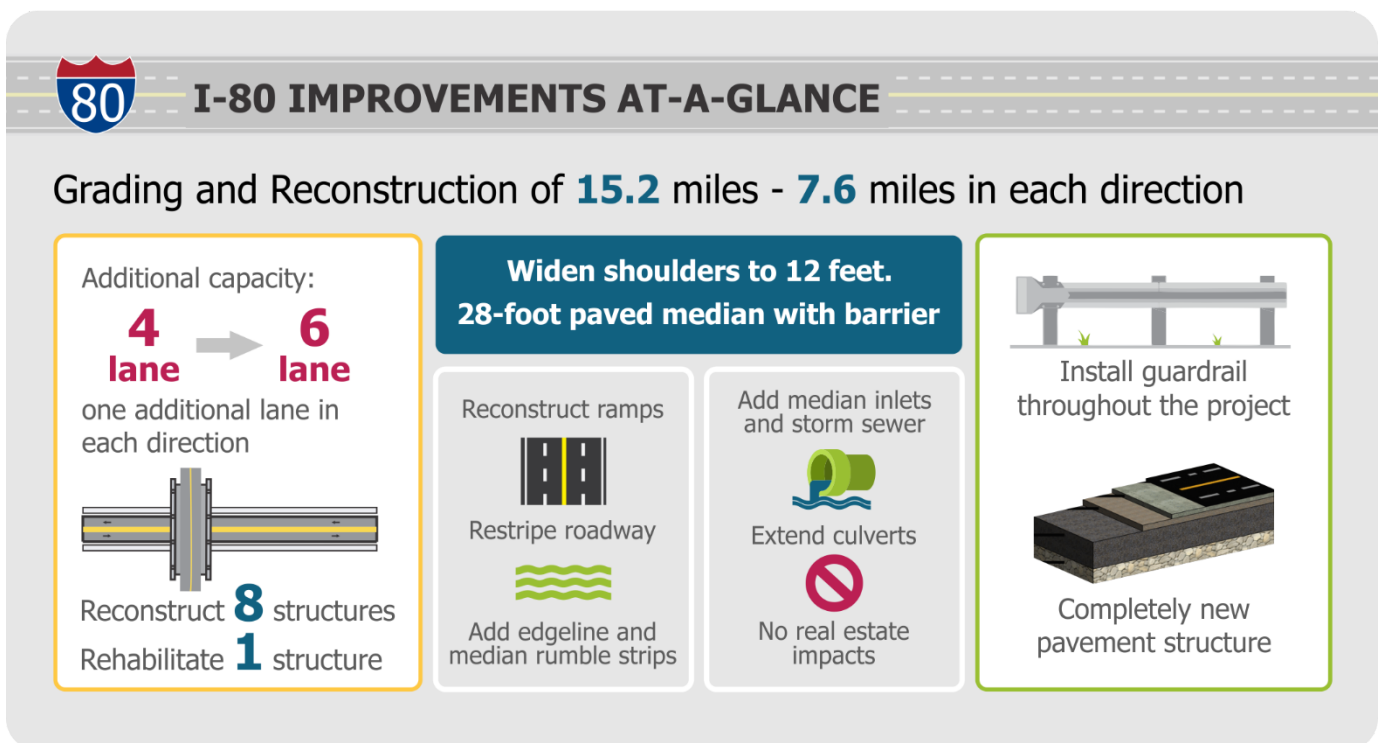 80
I-80 IMPROVEMENTS AT-A-GLANCE
Grading and Reconstruction of 15.2 miles - 7.6 miles in each direction
Additional capacity:
4 6
lane lane
one additional lane in
each direction
Reconstruct 8 structures
Rehabilitate 1 structure
Widen shoulders to 12 feet.
28-foot paved median with barrier
Reconstruct ramps
Restripe roadway
Add edgeline and
median rumble strips
Add median inlets
and storm sewer
Extend culverts
No real estate
impacts
Install guardrail
throughout the project
Completely new
pavement structure